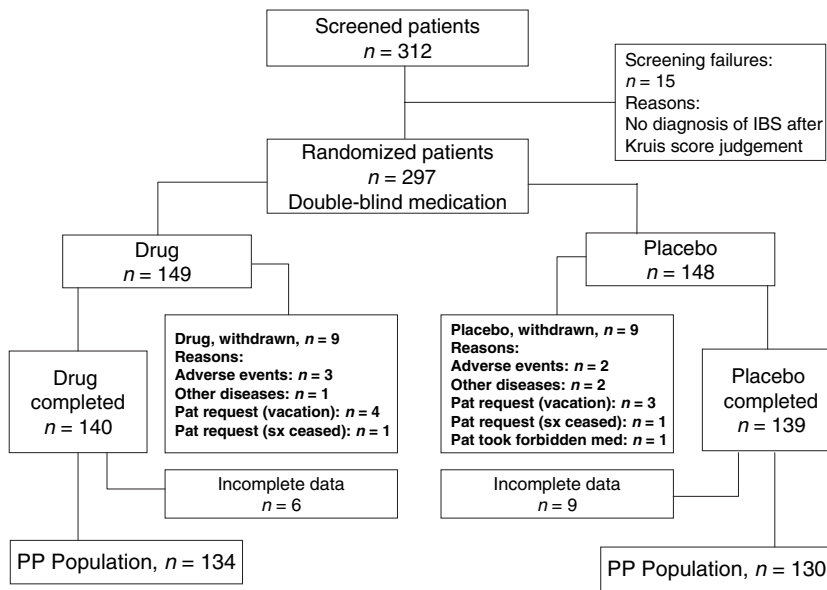 Screened patients
n = 312
Screening failures:
n = 15
Reasons:
No diagnosis of IBS after
Kruis score judgement
Randomized patients
n = 297
Double-blind medication
Drug
n = 149
Placebo
n = 148
Drug, withdrawn, n = 9
Reasons:
Adverse events: n = 3
Other diseases: n = 1
Pat request (vacation): n = 4
Pat request (sx ceased): n = 1
Placebo, withdrawn, n = 9
Reasons:
Adverse events: n = 2
Other diseases: n = 2
Pat request (vacation): n = 3
Pat request (sx ceased): n = 1
Pat took forbidden med: n = 1
Drug
completed
n = 140
Placebo
completed
n = 139
Incomplete data
n = 6
Incomplete data
n = 9
PP Population, n = 134
PP Population, n = 130